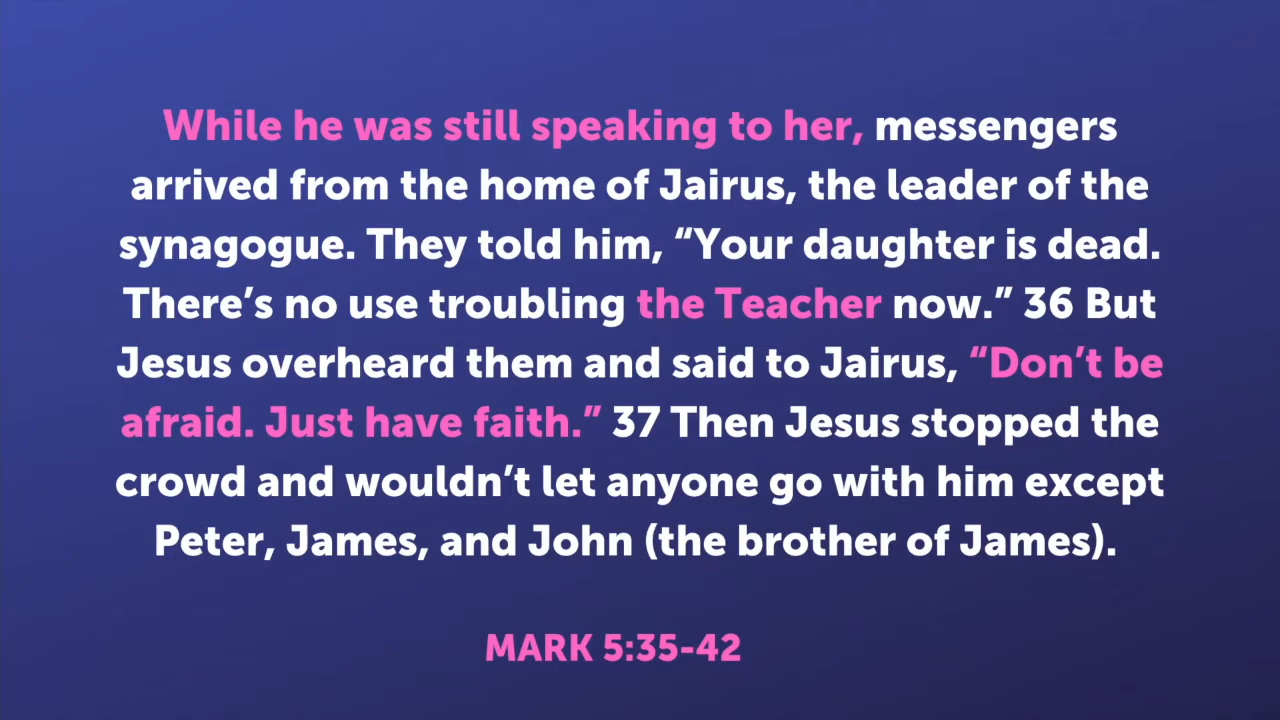 While he was still speaking to her, messengers
arrived from the home of Jairus, the leader of the
synagogue. They told him, “Your daughter is dead.
There’s no use troubling the Teacher now.” 36 But
Jesus overheard them and said to Jairus, “Don’t be
afraid. Just have faith.” 37 Then Jesus stopped the
crowd and wouldn’t let anyone go with him except
Peter, James, and John (the brother of James).
MARK 5:35-42